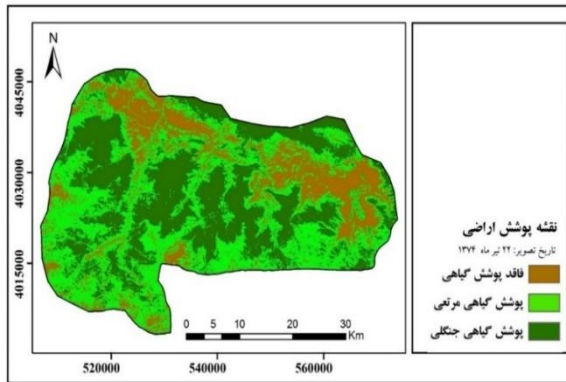 N
4045000
4030000
4015000
520000
540000
560000
0 5 10 20 30
Km
نقشه پوشش اراضی
تاریخ تصویر: ۲۲ تیر ماه ۱۳۷۴
فاقد پوشش گیاهی
پوشش گیاهی مرتعی
پوشش گیاهی جنگلی